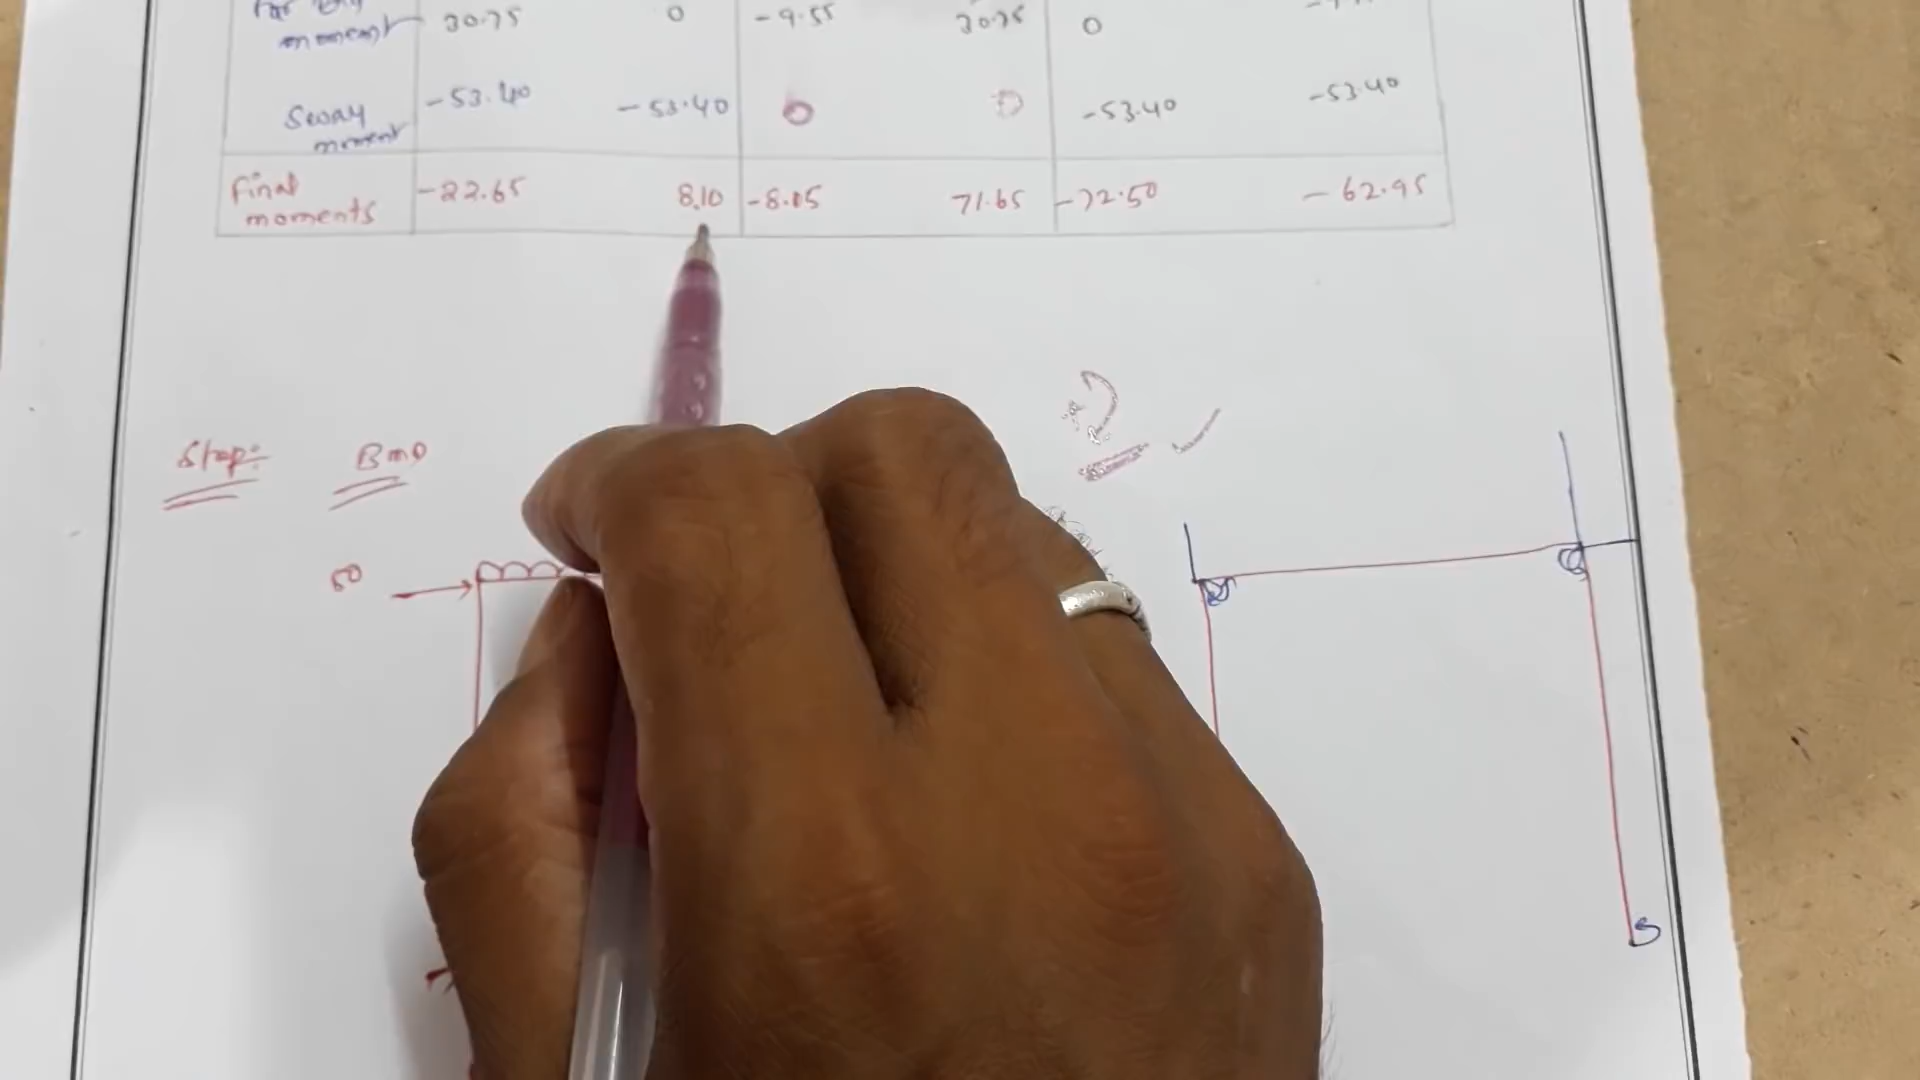 moment 30.75 0 -9.55 30.75 0
Sway -53.40 -53.40 0 0 -53.40 -53.40
moment
Final -22.65 8.10 -8.05 71.65 -72.50 -62.95
moments
Step:- BMD